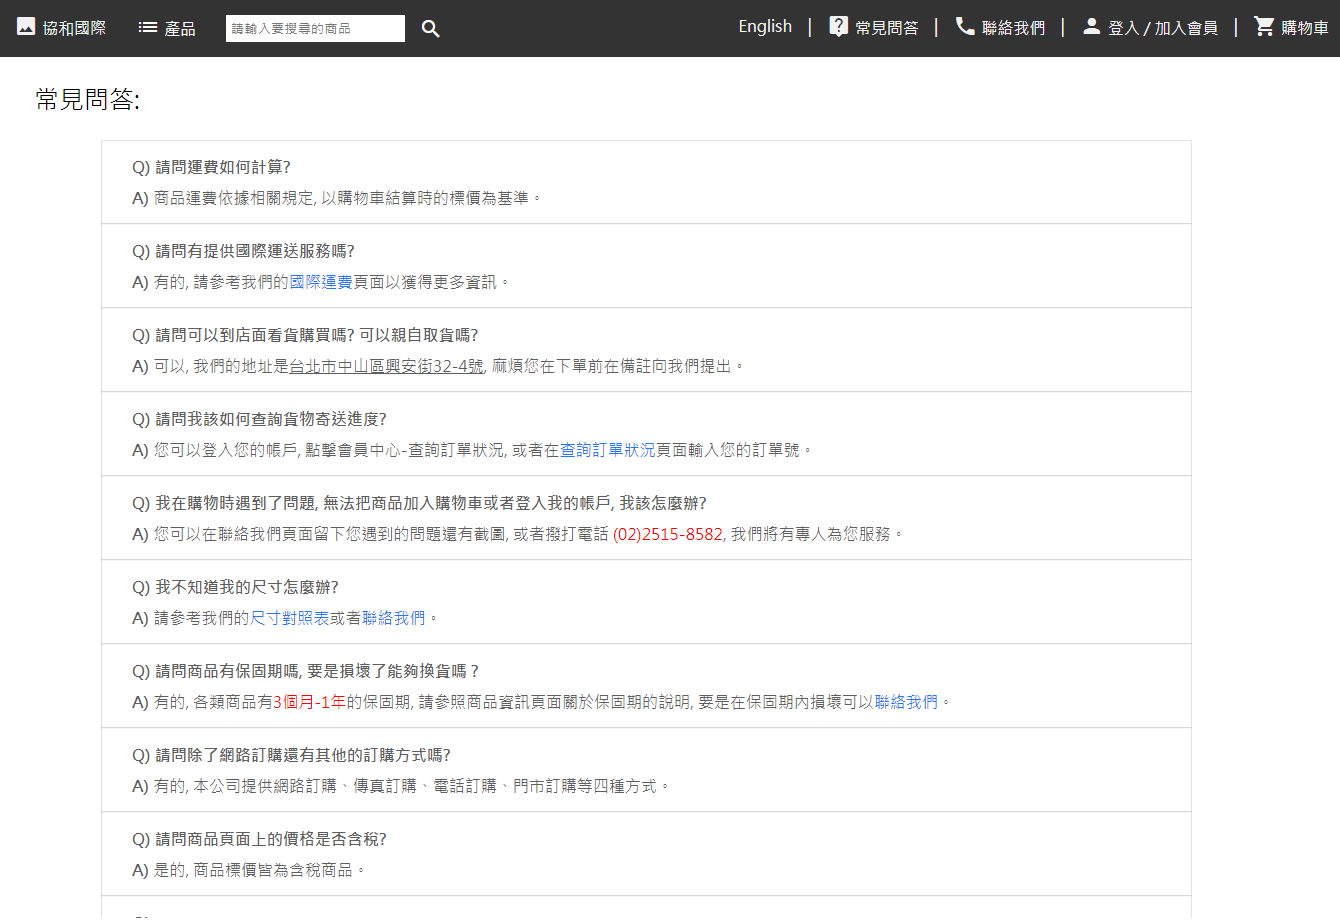 協和國際
產品
請輸入要搜尋的商品
English | 常見問答 | 聯絡我們 | 登入 / 加入會員 | 購物車
常見問答:
Q) 請問運費如何計算?
A) 商品運費依據相關規定, 以購物車結算時的標價為基準。
Q) 請問有提供國際運送服務嗎?
A) 有的, 請參考我們的國際運費頁面以獲得更多資訊。
Q) 請問可以到店面看貨購買嗎? 可以親自取貨嗎?
A) 可以, 我們的地址是台北市中山區興安街32-4號, 麻煩您在下單前在備註向我們提出。
Q) 請問我該如何查詢貨物寄送進度?
A) 您可以登入您的帳戶, 點擊會員中心-查詢訂單狀況, 或者在查詢訂單狀況頁面輸入您的訂單號。
Q) 我在購物時遇到了問題, 無法把商品加入購物車或者登入我的帳戶, 我該怎麼辦?
A) 您可以在聯絡我們頁面留下您遇到的問題還有截圖, 或者撥打電話 (02)2515-8582, 我們將有專人為您服務。
Q) 我不知道我的尺寸怎麼辦?
A) 請參考我們的尺寸對照表或者聯絡我們。
Q) 請問商品有保固期嗎, 要是損壞了能夠換貨嗎 ?
A) 有的, 各類商品有3個月-1年的保固期, 請參照商品資訊頁面關於保固期的說明, 要是在保固期內損壞可以聯絡我們。
Q) 請問除了網路訂購還有其他的訂購方式嗎?
A) 有的, 本公司提供網路訂購、傳真訂購、電話訂購、門市訂購等四種方式。
Q) 請問商品頁面上的價格是否含稅?
A) 是的, 商品標價皆為含稅商品。